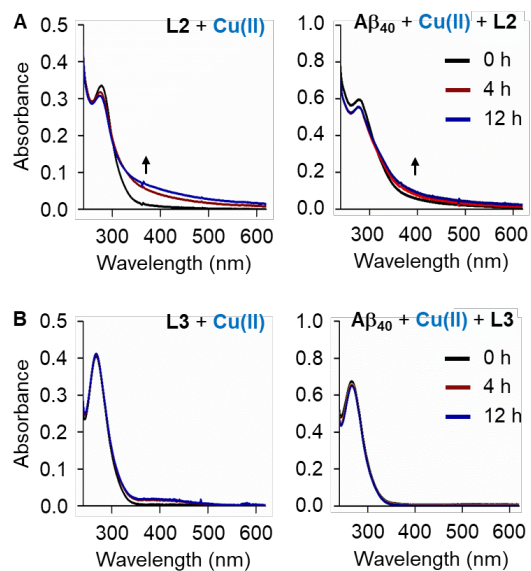 A
L2 + Cu(II)
Aβ40 + Cu(II) + L2
0.5
0.4
0.3
0.2
0.1
0.0
Absorbance
300 400 500 600
Wavelength (nm)
1.0
0.8
0.6
0.4
0.2
0.0
0 h
4 h
12 h
300 400 500 600
Wavelength (nm)
B
L3 + Cu(II)
Aβ40 + Cu(II) + L3
0.5
0.4
0.3
0.2
0.1
0.0
Absorbance
300 400 500 600
Wavelength (nm)
1.0
0.8
0.6
0.4
0.2
0.0
0 h
4 h
12 h
300 400 500 600
Wavelength (nm)